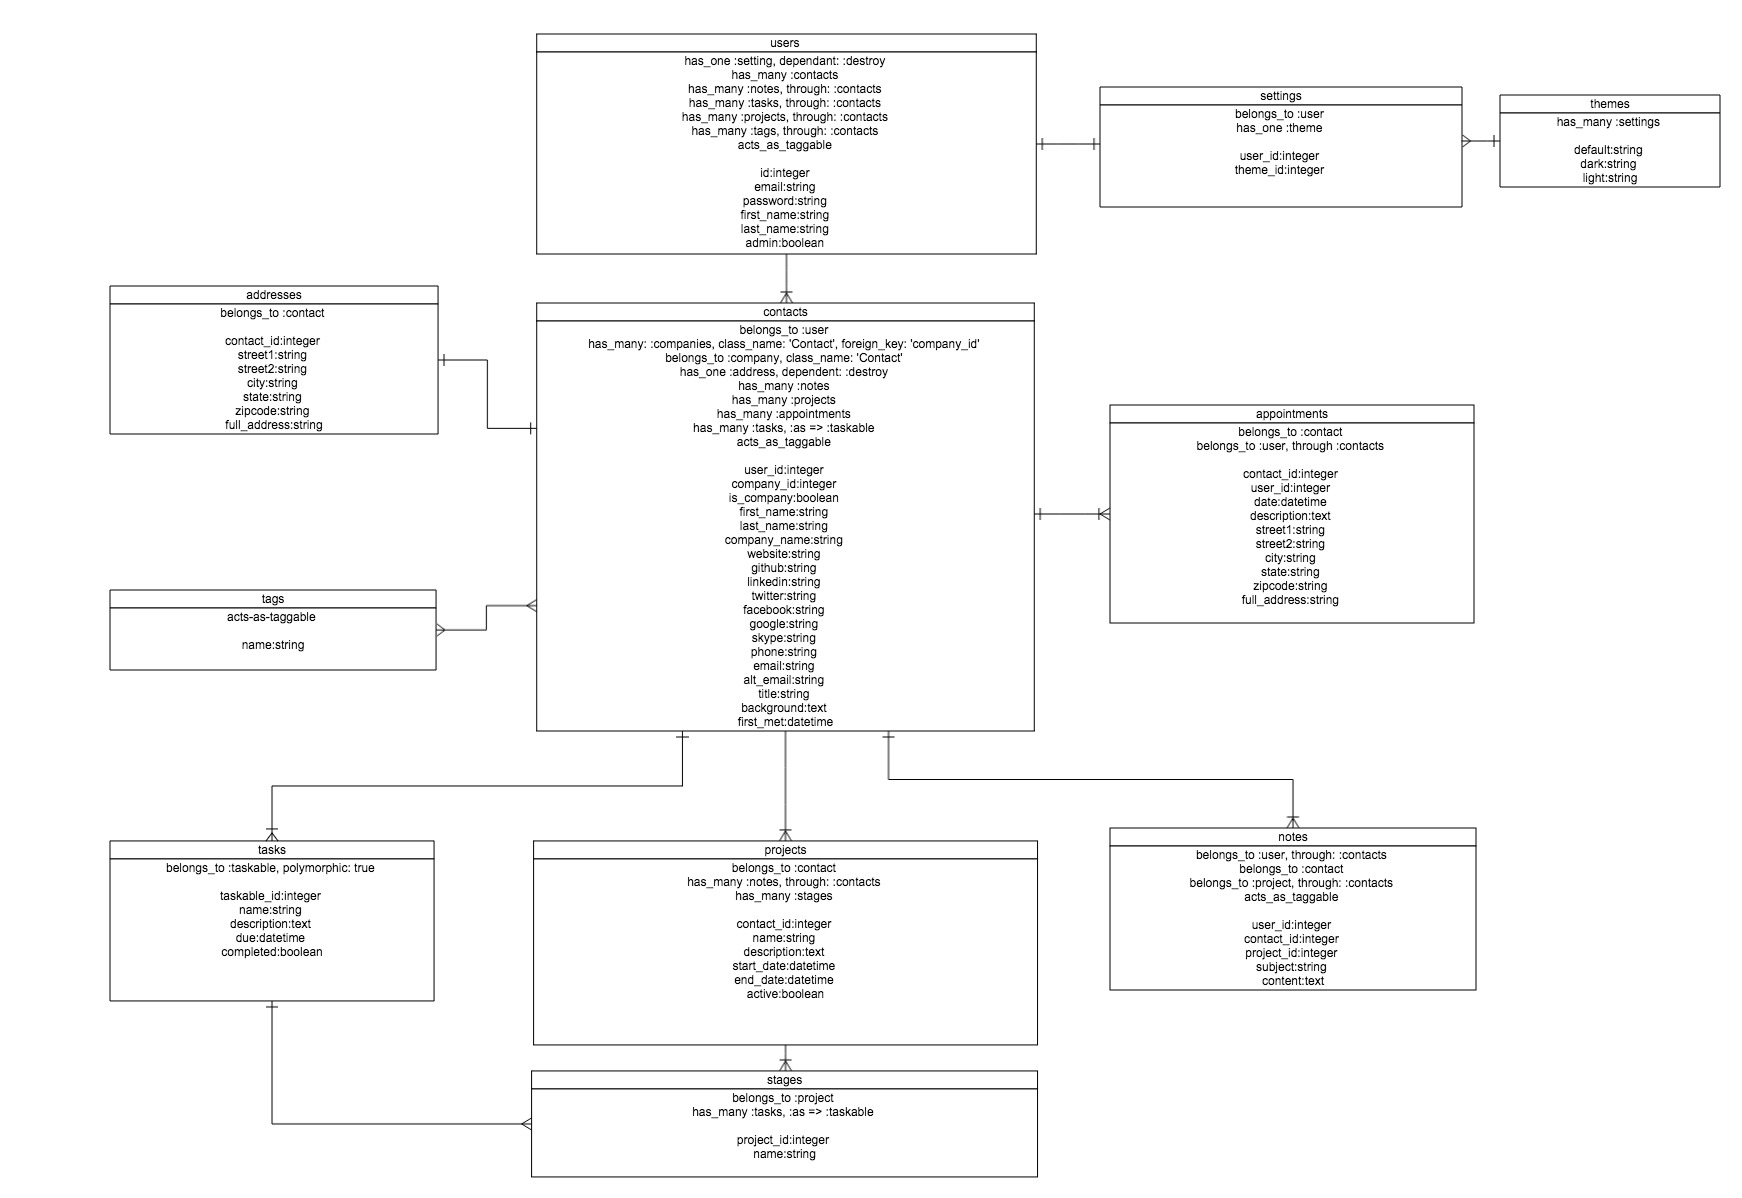 users
has_one :setting, dependant: :destroy
has_many :contacts
has_many :notes, through: :contacts
has_many :tasks, through: :contacts
has_many :projects, through: :contacts
has_many :tags, through: :contacts
acts_as_taggable
id:integer
email:string
password:string
first_name:string
last_name:string
admin:boolean
settings
belongs_to :user
has_one :theme
user_id:integer
theme_id:integer
themes
has_many :settings
default:string
dark:string
light:string
addresses
belongs_to :contact
contact_id:integer
street1:string
street2:string
city:string
state:string
zipcode:string
full_address:string
contacts
belongs_to :user
has_many: :companies, class_name: 'Contact', foreign_key: 'company_id'
belongs_to :company, class_name: 'Contact'
has_one :address, dependent: :destroy
has_many :notes
has_many :projects
has_many :appointments
has_many :tasks, :as => :taskable
acts_as_taggable
user_id:integer
company_id:integer
is_company:boolean
first_name:string
last_name:string
company_name:string
website:string
github:string
linkedin:string
twitter:string
facebook:string
google:string
skype:string
phone:string
email:string
alt_email:string
title:string
background:text
first_met:datetime
appointments
belongs_to :contact
belongs_to :user, through :contacts
contact_id:integer
user_id:integer
date:datetime
description:text
street1:string
street2:string
city:string
state:string
zipcode:string
full_address:string
tags
acts-as-taggable
name:string
tasks
belongs_to :taskable, polymorphic: true
taskable_id:integer
name:string
description:text
due:datetime
completed:boolean
projects
belongs_to :contact
has_many :notes, through: :contacts
has_many :stages
contact_id:integer
name:string
description:text
start_date:datetime
end_date:datetime
active:boolean
notes
belongs_to :user, through: :contacts
belongs_to :contact
belongs_to :project, through: :contacts
acts_as_taggable
user_id:integer
contact_id:integer
project_id:integer
subject:string
content:text
stages
belongs_to :project
has_many :tasks, :as => :taskable
project_id:integer
name:string